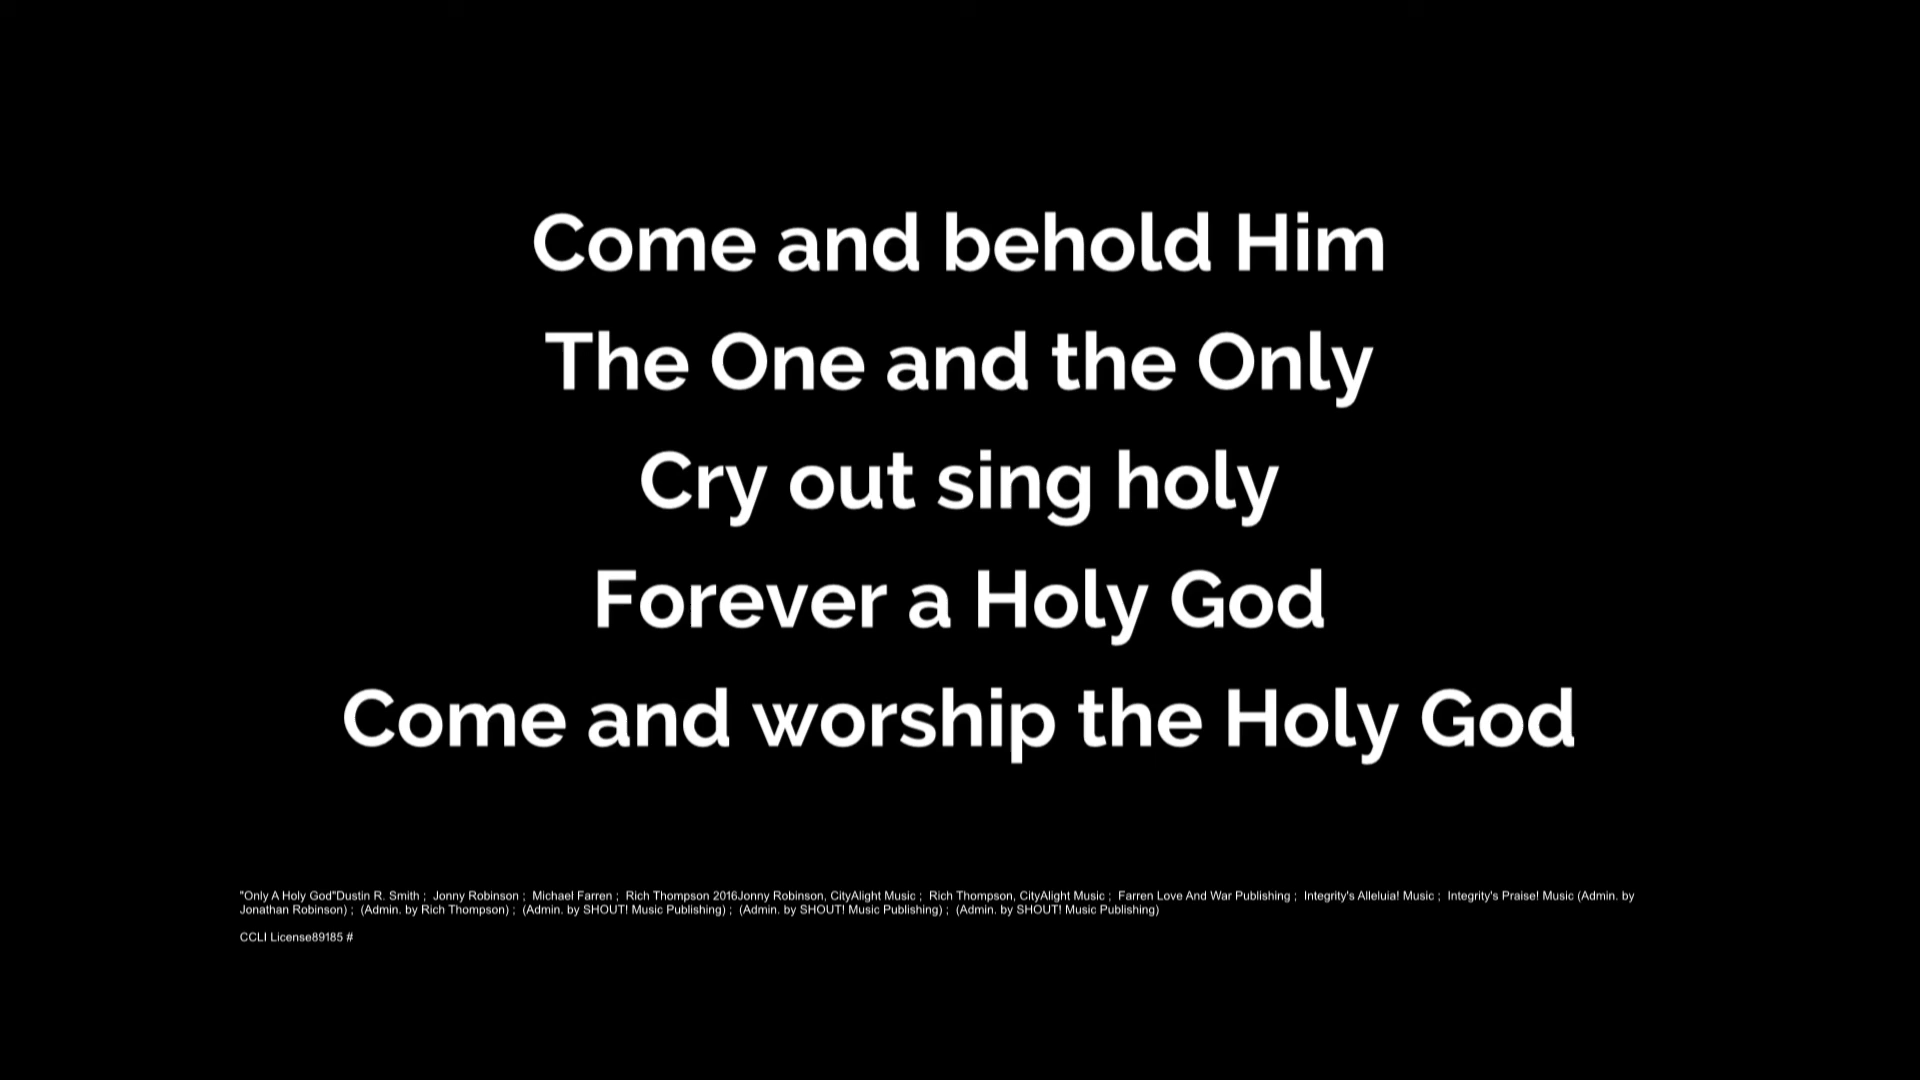 Come and behold Him
The One and the Only
Cry out sing holy
Forever a Holy God
Come and worship the Holy God
"Only A Holy God"Dustin R. Smith ;  Jonny Robinson ;  Michael Farren ;  Rich Thompson 2016Jonny Robinson, CityAlight Music ;  Rich Thompson, CityAlight Music ;  Farren Love And War Publishing ;  Integrity's Alleluia! Music ;  Integrity's Praise! Music (Admin. by
Jonathan Robinson) ;  (Admin. by Rich Thompson) ;  (Admin. by SHOUT! Music Publishing) ;  (Admin. by SHOUT! Music Publishing) ;  (Admin. by SHOUT! Music Publishing)
CCLI License89185 #